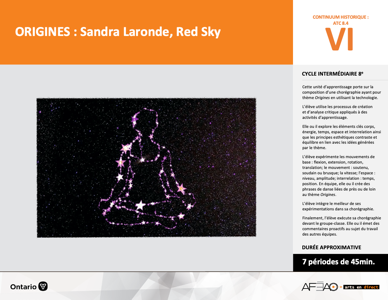 ORIGINES : Sandra Laronde, Red Sky
CONTINUUM HISTORIQUE :
ATC 8.4
VI
CYCLE INTERMÉDIAIRE 8e
Cette unité d'apprentissage porte sur la
composition d'une chorégraphie ayant pour
thème Origines en utilisant la technologie.
L'élève utilise les processus de création
et d'analyse critique appliqués à des
activités d'apprentissage.
Elle ou il explore les éléments clés corps,
énergie, temps, espace et interrelation ainsi
que les principes esthétiques contraste et
équilibre en lien avec les idées générées
par le thème.
L'élève expérimente les mouvements de
base : flexion, extension, rotation,
translation; le mouvement : soutenu,
soudain ou brusque; la vitesse; l'espace :
niveau, amplitude; interrelation : temps,
position. En équipe, elle ou il crée des
phrases de danse liées de près ou de loin
au thème Origines.
L'élève intègre le meilleur de ses
expérimentations dans sa chorégraphie.
Finalement, l'élève exécute sa chorégraphie
devant le groupe-classe. Elle ou il émet des
commentaires proactifs au sujet du travail
des autres équipes.
DURÉE APPROXIMATIVE
7 périodes de 45min.
Ontario
AFEAO arts en direct